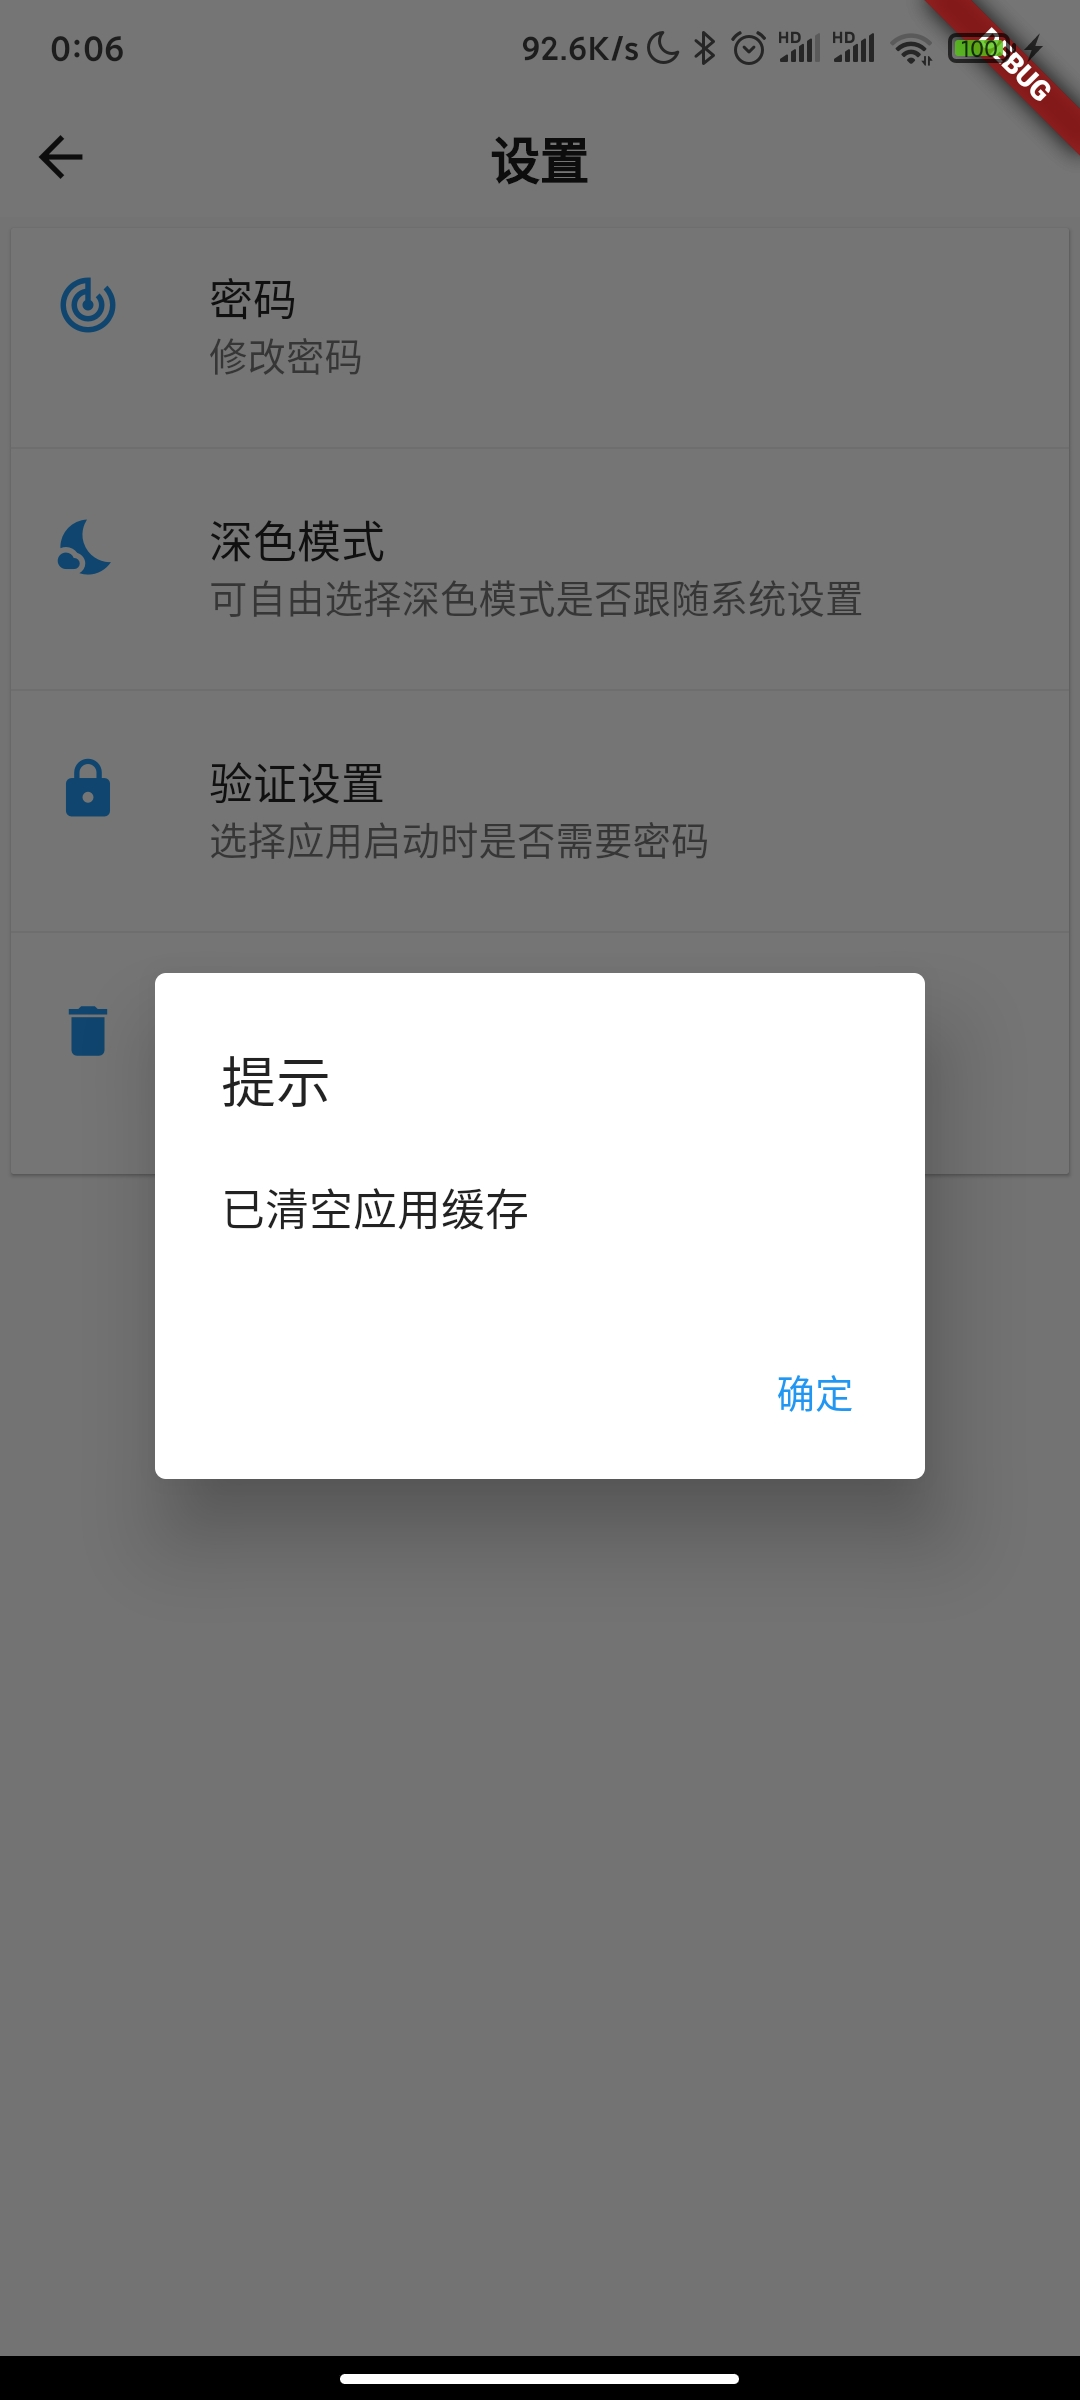 0:06
92.6K/s
HD
HD
100
设置
密码
修改密码
深色模式
可自由选择深色模式是否跟随系统设置
验证设置
选择应用启动时是否需要密码
提示
已清空应用缓存
确定